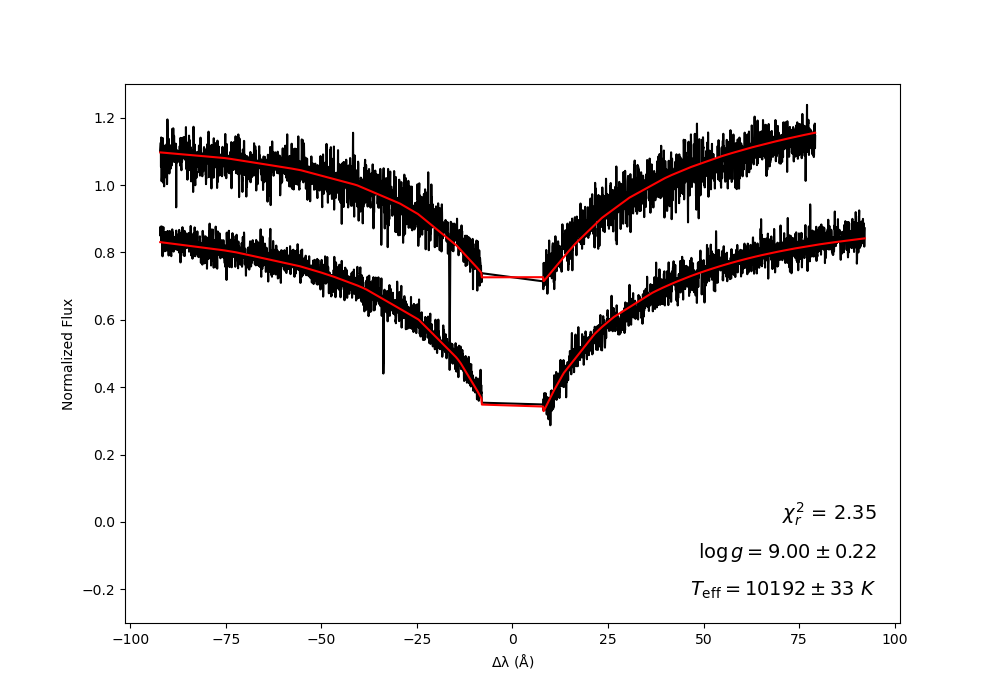 1.2
1.0
0.8
0.6
0.4
0.2
0.0
−0.2
Normalized Flux
χ_r^2 = 2.35
log g = 9.00 ± 0.22
T_eff = 10192 ± 33 K
−100 −75 −50 −25 0 25 50 75 100
Δλ (Å)